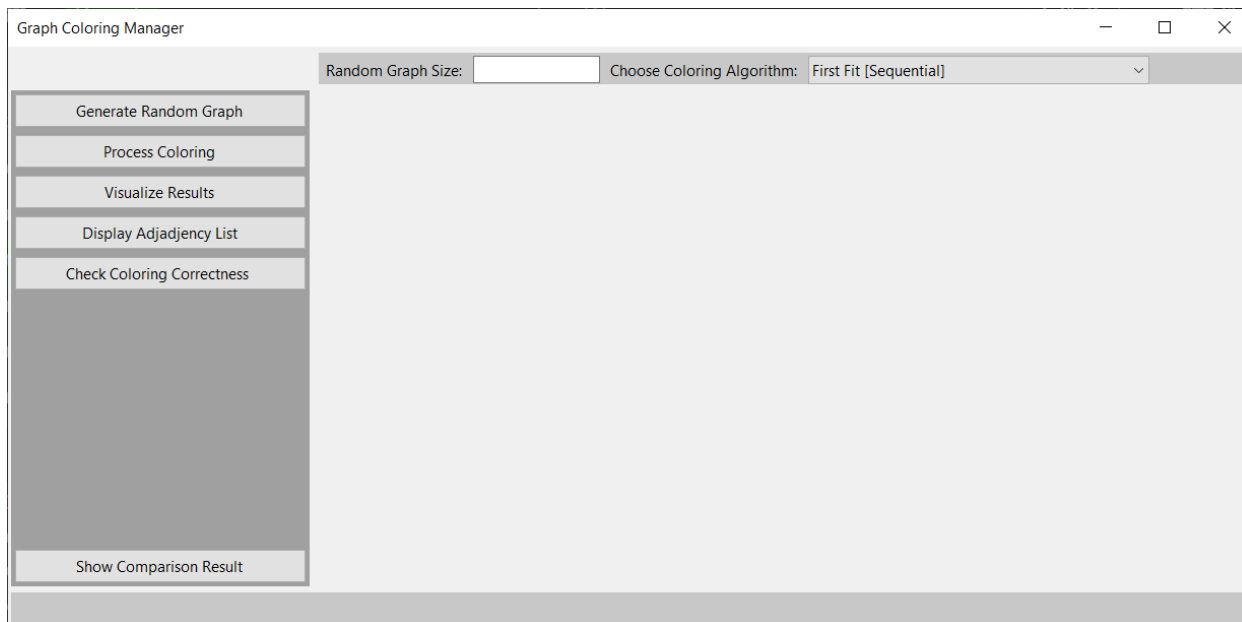 Graph Coloring Manager
Random Graph Size: Choose Coloring Algorithm: First Fit [Sequential]
Generate Random Graph
Process Coloring
Visualize Results
Display Adjadjency List
Check Coloring Correctness
Show Comparison Result